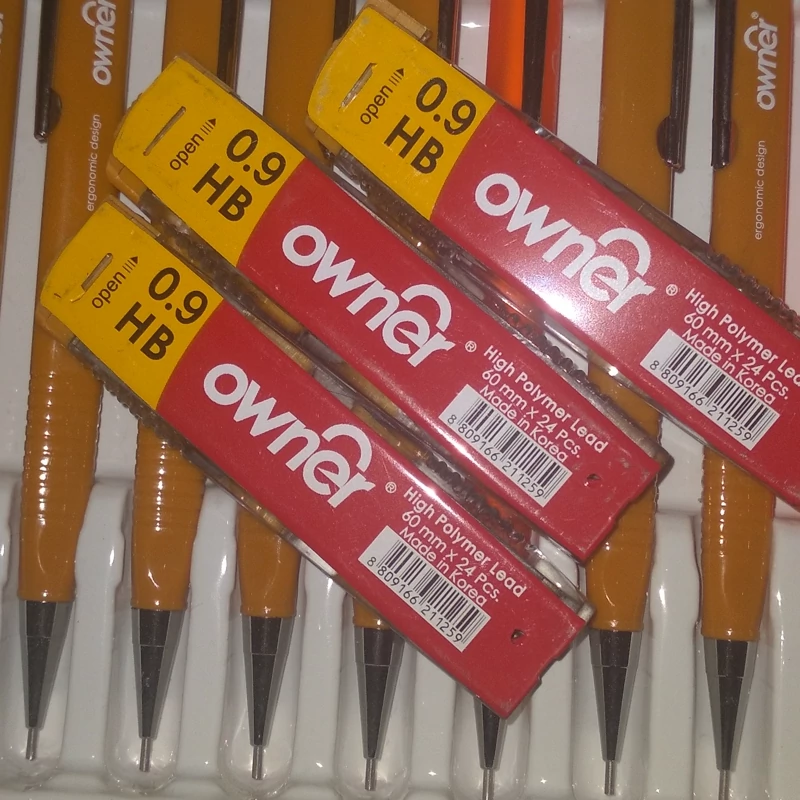 owner
ergonomic design
open
0.9
HB
owner®
High Polymer Lead
60 mm x 24 Pcs.
Made in Korea
8 809166 211259
open
0.9
HB
owner®
High Polymer Lead
60 mm x 24 Pcs.
Made in Korea
8 809166 211259
open
0.9
HB
owner®
High Polymer Lead
60 mm x 24 Pcs.
Made in Korea
8 809166 211259
owner
ergonomic design